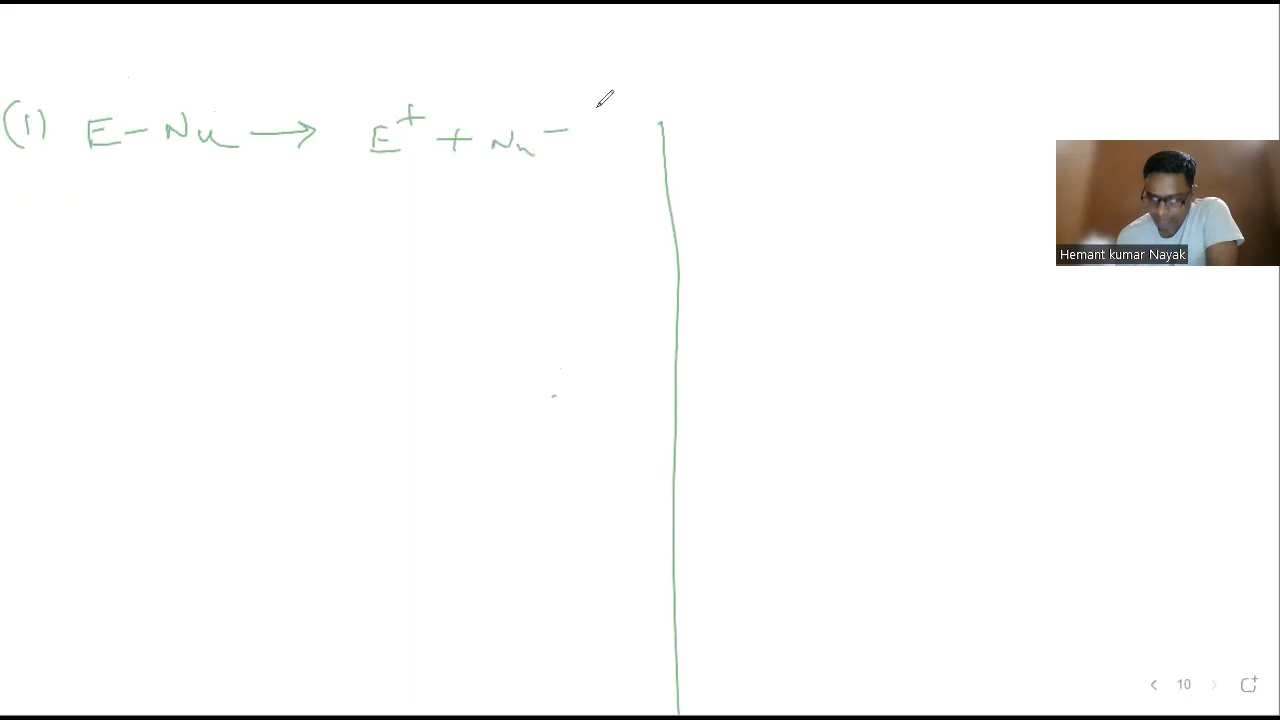 (1) E - Nu → E⁺ + Nu⁻
Hemant kumar Nayak
10